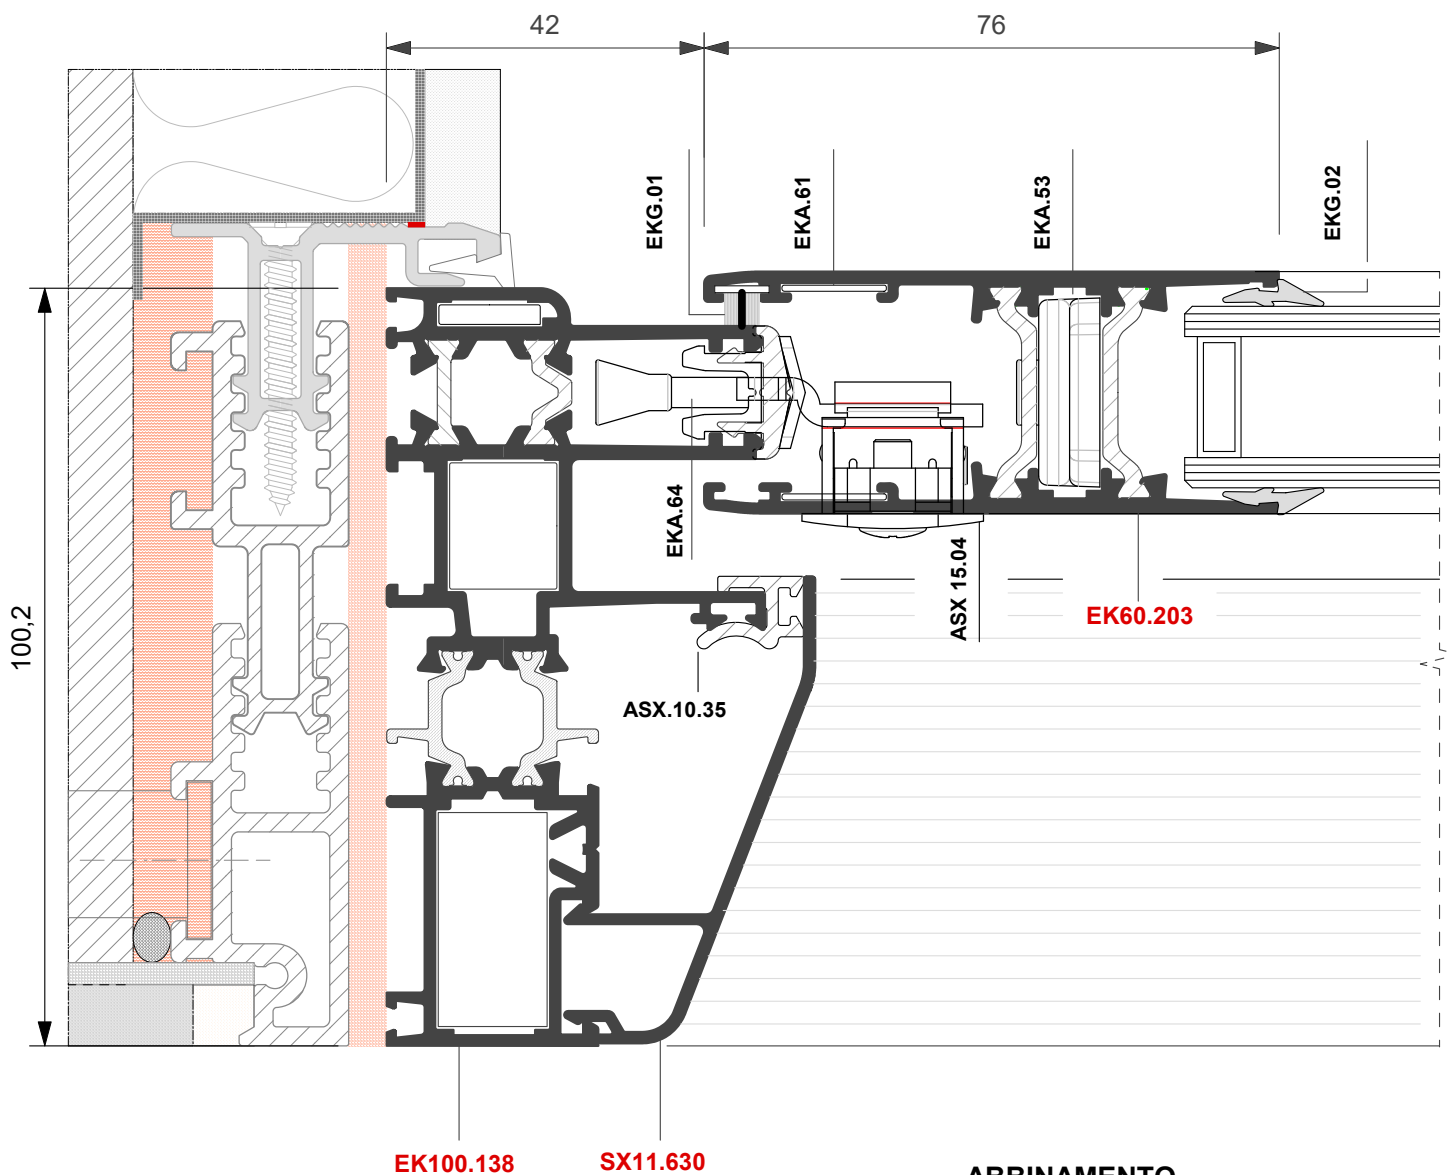 42
76
EKG.01
EKA.61
EKA.53
EKG.02
100,2
EKA.64
ASX 15.04
EK60.203
ASX.10.35
EK100.138
SX11.630
ABBINAMENTO